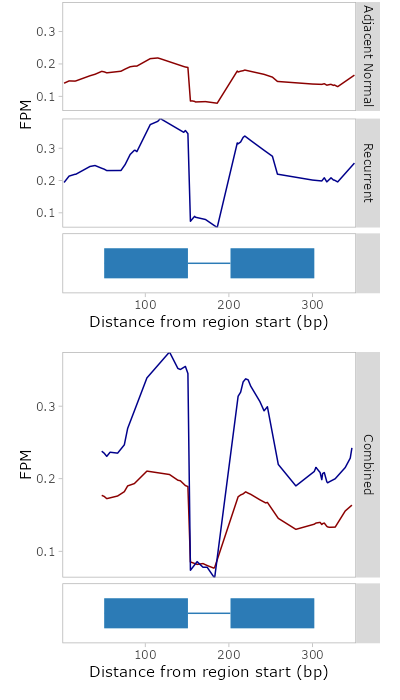 0.3
0.2
0.1
Adjacent Normal
FPM
0.3
0.2
0.1
Recurrent
100 200 300
Distance from region start (bp)
0.3
0.2
0.1
FPM
Combined
100 200 300
Distance from region start (bp)